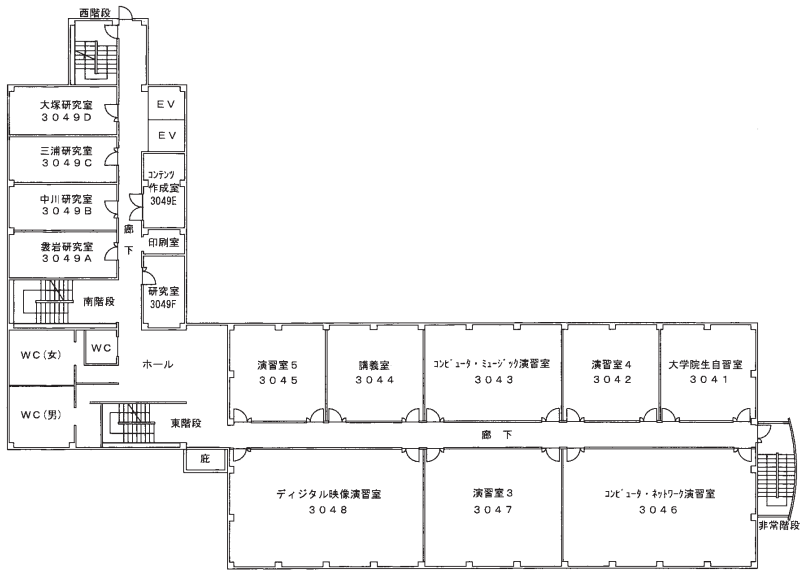 西階段
大塚研究室
3049D
EV
EV
三浦研究室
3049C
コンテンツ
作成室
3049E
中川研究室
3049B
廊
下
印刷室
袰岩研究室
3049A
研究室
3049F
南階段
WC(女)
WC
ホール
WC(男)
東階段
庇
演習室5
3045
講義室
3044
コンピュータ・ミュージック演習室
3043
演習室4
3042
大学院生自習室
3041
廊 下
ディジタル映像演習室
3048
演習室3
3047
コンピュータ・ネットワーク演習室
3046
非常階段